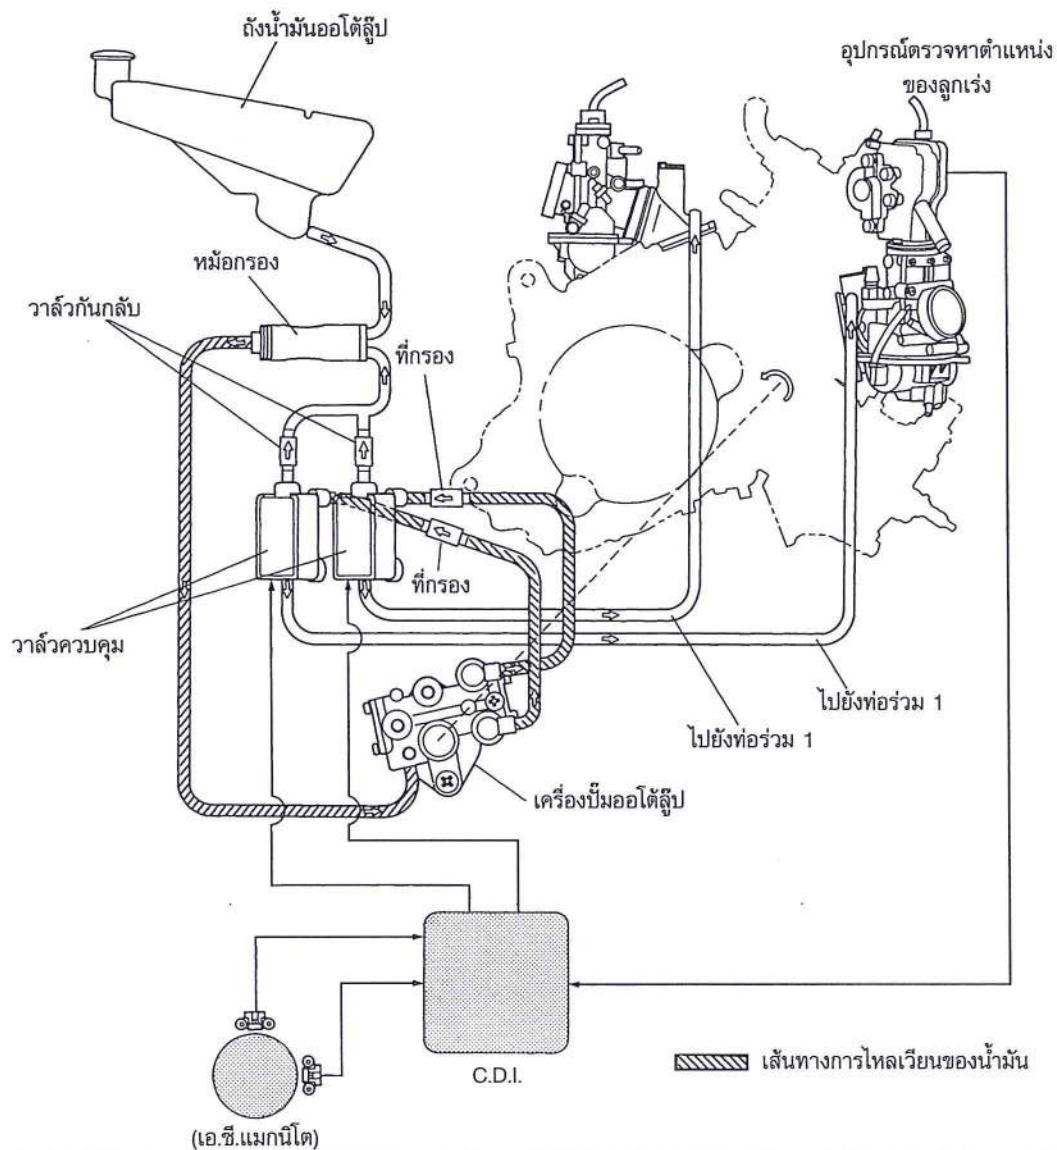 ถังน้ำมันออโต้ลู๊ป
อุปกรณ์ตรวจหาตำแหน่ง
ของลูกเร่ง
หม้อกรอง
วาล์วกันกลับ
ที่กรอง
ที่กรอง
วาล์วควบคุม
ไปยังท่อร่วม 1
ไปยังท่อร่วม 1
เครื่องปั๊มออโต้ลู๊ป
C.D.I.
เส้นทางการไหลเวียนของน้ำมัน
(เอ.ซี.แมกนิโต)